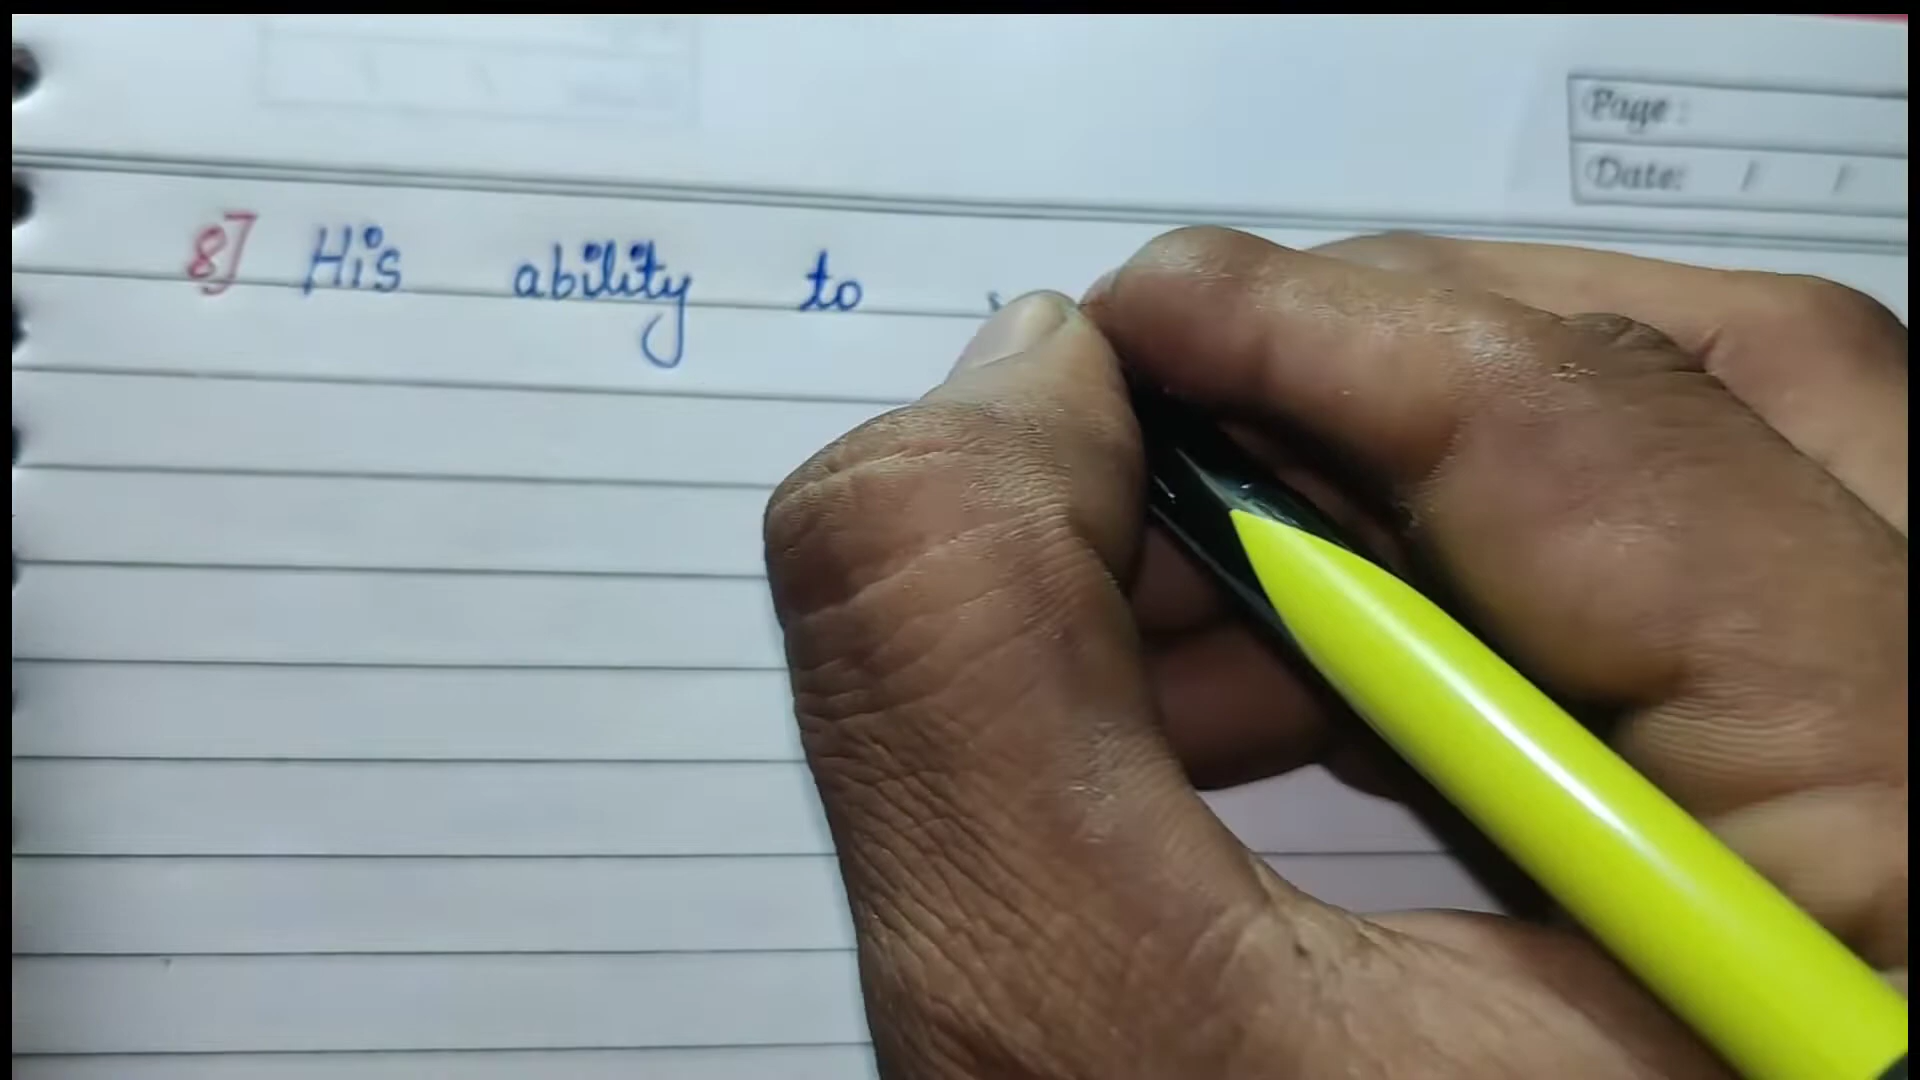 Page :
Date: / /
8] His ability to